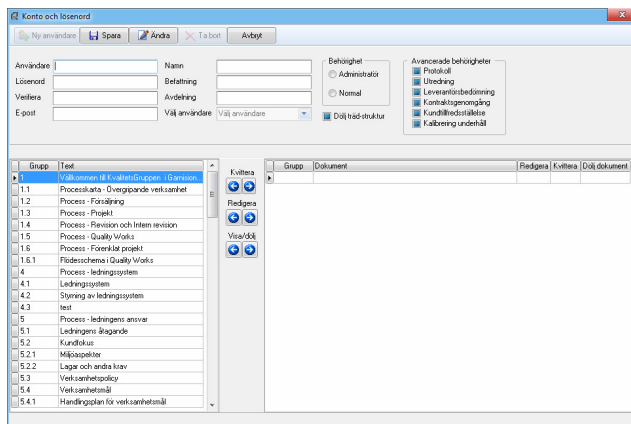 Konto och lösenord
x
Ny användare Spara Ändra Ta bort Avbryt
Användare
Lösenord
Verifiera
E-post
Namn
Befattning
Avdelning
Välj användare Välj användare
Behörighet
Administratör
Normal
Dölj träd-struktur
Avancerade behörigheter
Protokoll
Utredning
Leverantörsbedömning
Kontraktsgenomgång
Kundtillfredsställelse
Kalibrering underhåll
Grupp Text
1 Välkommen till KvalitetsGruppen i Garnision...
1.1 Processkarta - Övergripande verksamhet
1.2 Process - Försäljning
1.3 Process - Projekt
1.4 Process - Revision och Intern revision
1.5 Process - Quality Works
1.6 Process - Förenklat projekt
1.6.1 Flödesschema i Quality Works
4 Process - ledningssystem
4.1 Ledningssystem
4.2 Styrning av ledningssystem
4.3 test
5 Process - ledningens ansvar
5.1 Ledningens åtagande
5.2 Kundfokus
5.2.1 Miljöaspekter
5.2.2 Lagar och andra krav
5.3 Verksamhetspolicy
5.4 Verksamhetsmål
5.4.1 Handlingsplan för verksamhetsmål
Kvittera
Redigera
Visa/dölj
Grupp Dokument Redigera Kvittera Dölj dokument